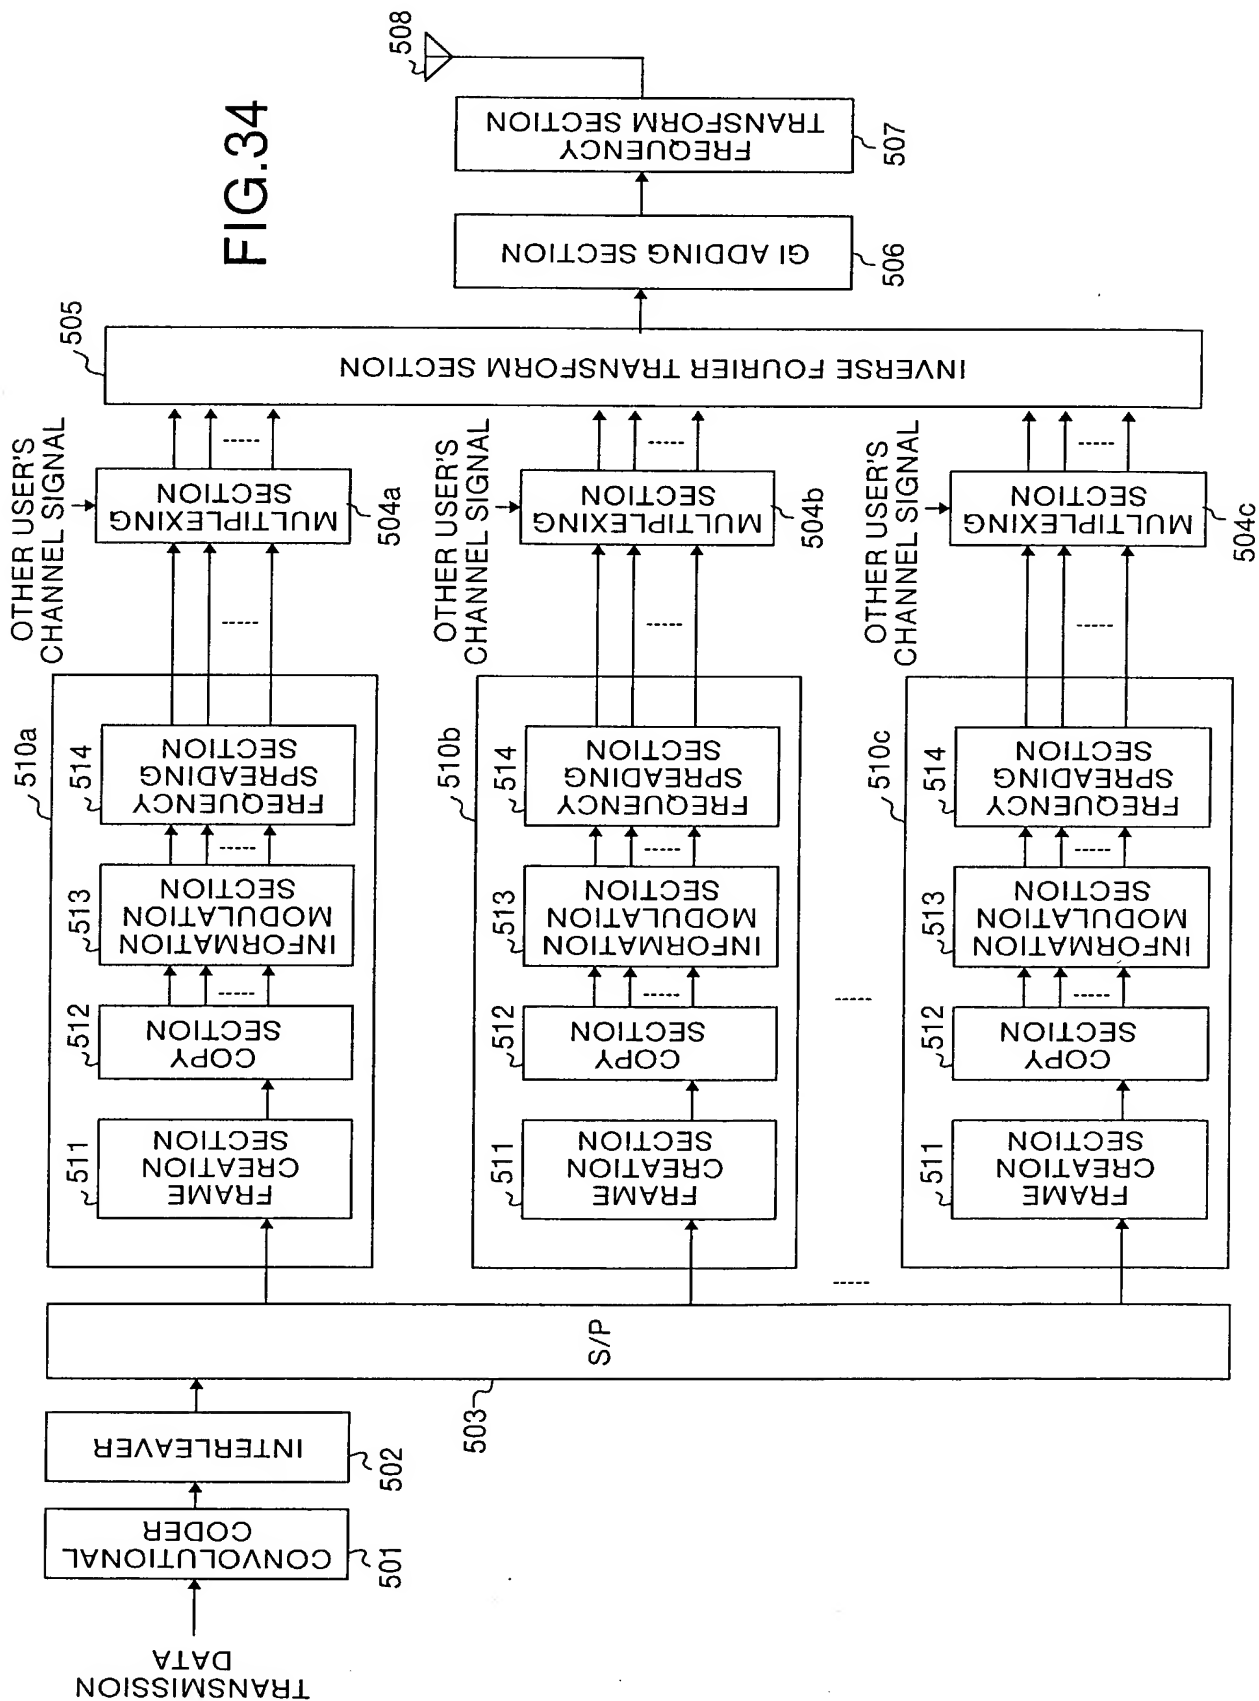 FIG.34
TRANSMISSION
DATA
CONVOLUTIONAL
CODER
501
INTERLEAVER
502
S/P
503
510a
FRAME
CREATION
SECTION
511
COPY
SECTION
512
INFORMATION
MODULATION
SECTION
513
FREQUENCY
SPREADING
SECTION
514
OTHER USER'S
CHANNEL SIGNAL
MULTIPLEXING
SECTION
504a
510b
FRAME
CREATION
SECTION
511
COPY
SECTION
512
INFORMATION
MODULATION
SECTION
513
FREQUENCY
SPREADING
SECTION
514
OTHER USER'S
CHANNEL SIGNAL
MULTIPLEXING
SECTION
504b
510c
FRAME
CREATION
SECTION
511
COPY
SECTION
512
INFORMATION
MODULATION
SECTION
513
FREQUENCY
SPREADING
SECTION
514
OTHER USER'S
CHANNEL SIGNAL
MULTIPLEXING
SECTION
504c
INVERSE FOURIER TRANSFORM SECTION
505
GI ADDING SECTION
506
FREQUENCY
TRANSFORM SECTION
507
508